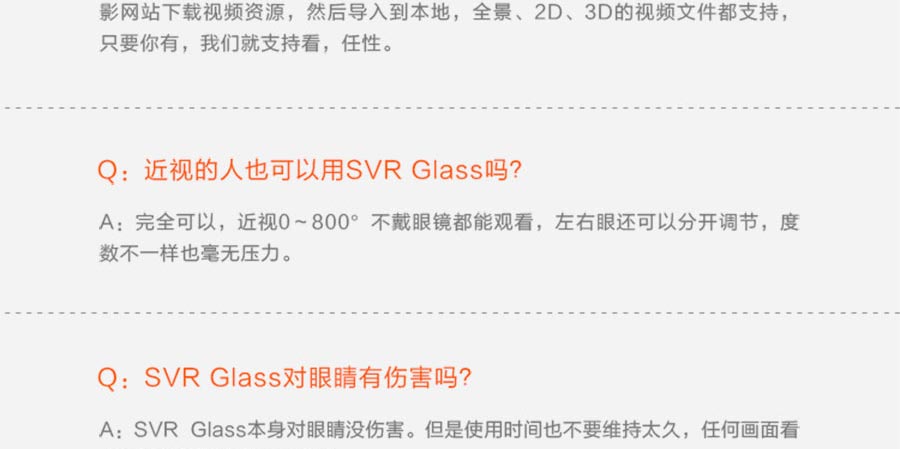 影网站下载视频资源，然后导入到本地，全景、2D、3D的视频文件都支持，
只要你有，我们就支持看，任性。
Q：近视的人也可以用SVR Glass吗？
A：完全可以，近视0～800°不戴眼镜都能观看，左右眼还可以分开调节，度
数不一样也毫无压力。
Q：SVR Glass对眼睛有伤害吗？
A：SVR Glass本身对眼睛没伤害。但是使用时间也不要维持太久，任何画面看